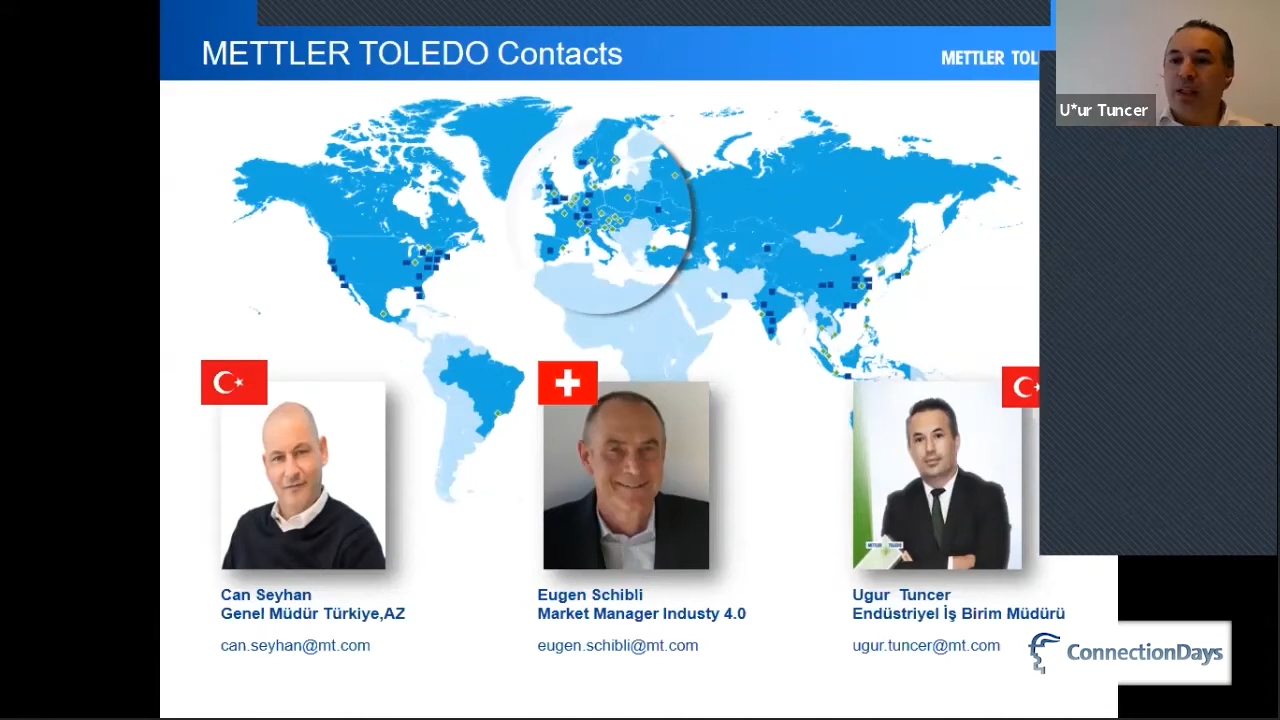 METTLER TOLEDO Contacts
METTLER TOL
U*ur Tuncer
METTLER TOLEDO
Can Seyhan
Genel Müdür Türkiye,AZ
can.seyhan@mt.com
Eugen Schibli
Market Manager Industy 4.0
eugen.schibli@mt.com
Ugur Tuncer
Endüstriyel İş Birim Müdürü
ugur.tuncer@mt.com
ConnectionDays